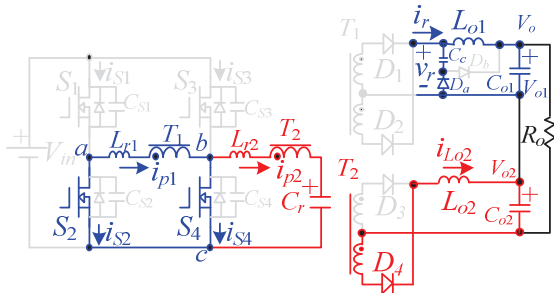 S1 iS1 CS1
S3 iS3 CS3
Vin
a Lr1 T1 b Lr2 T2
ip1 ip2
S2 iS2 CS2
S4 iS4 CS4
Cr +
c
T1 D1 D2
ir Lo1 Vo
+ vr -
Cc Db Da
Co1 + Vo1
Ro
T2 D3 D4
iLo2 Lo2 Vo2
Co2 +